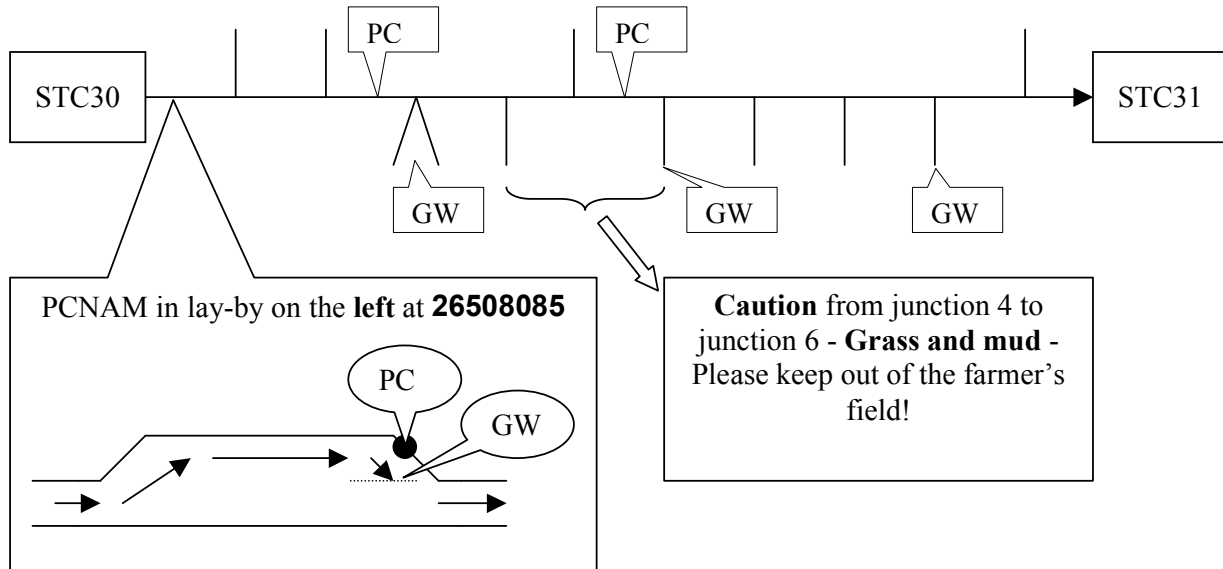 PC
PC
STC30
STC31
GW
GW
GW
PCNAM in lay-by on the left at 26508085
PC
GW
Caution from junction 4 to
junction 6 - Grass and mud -
Please keep out of the farmer’s
field!